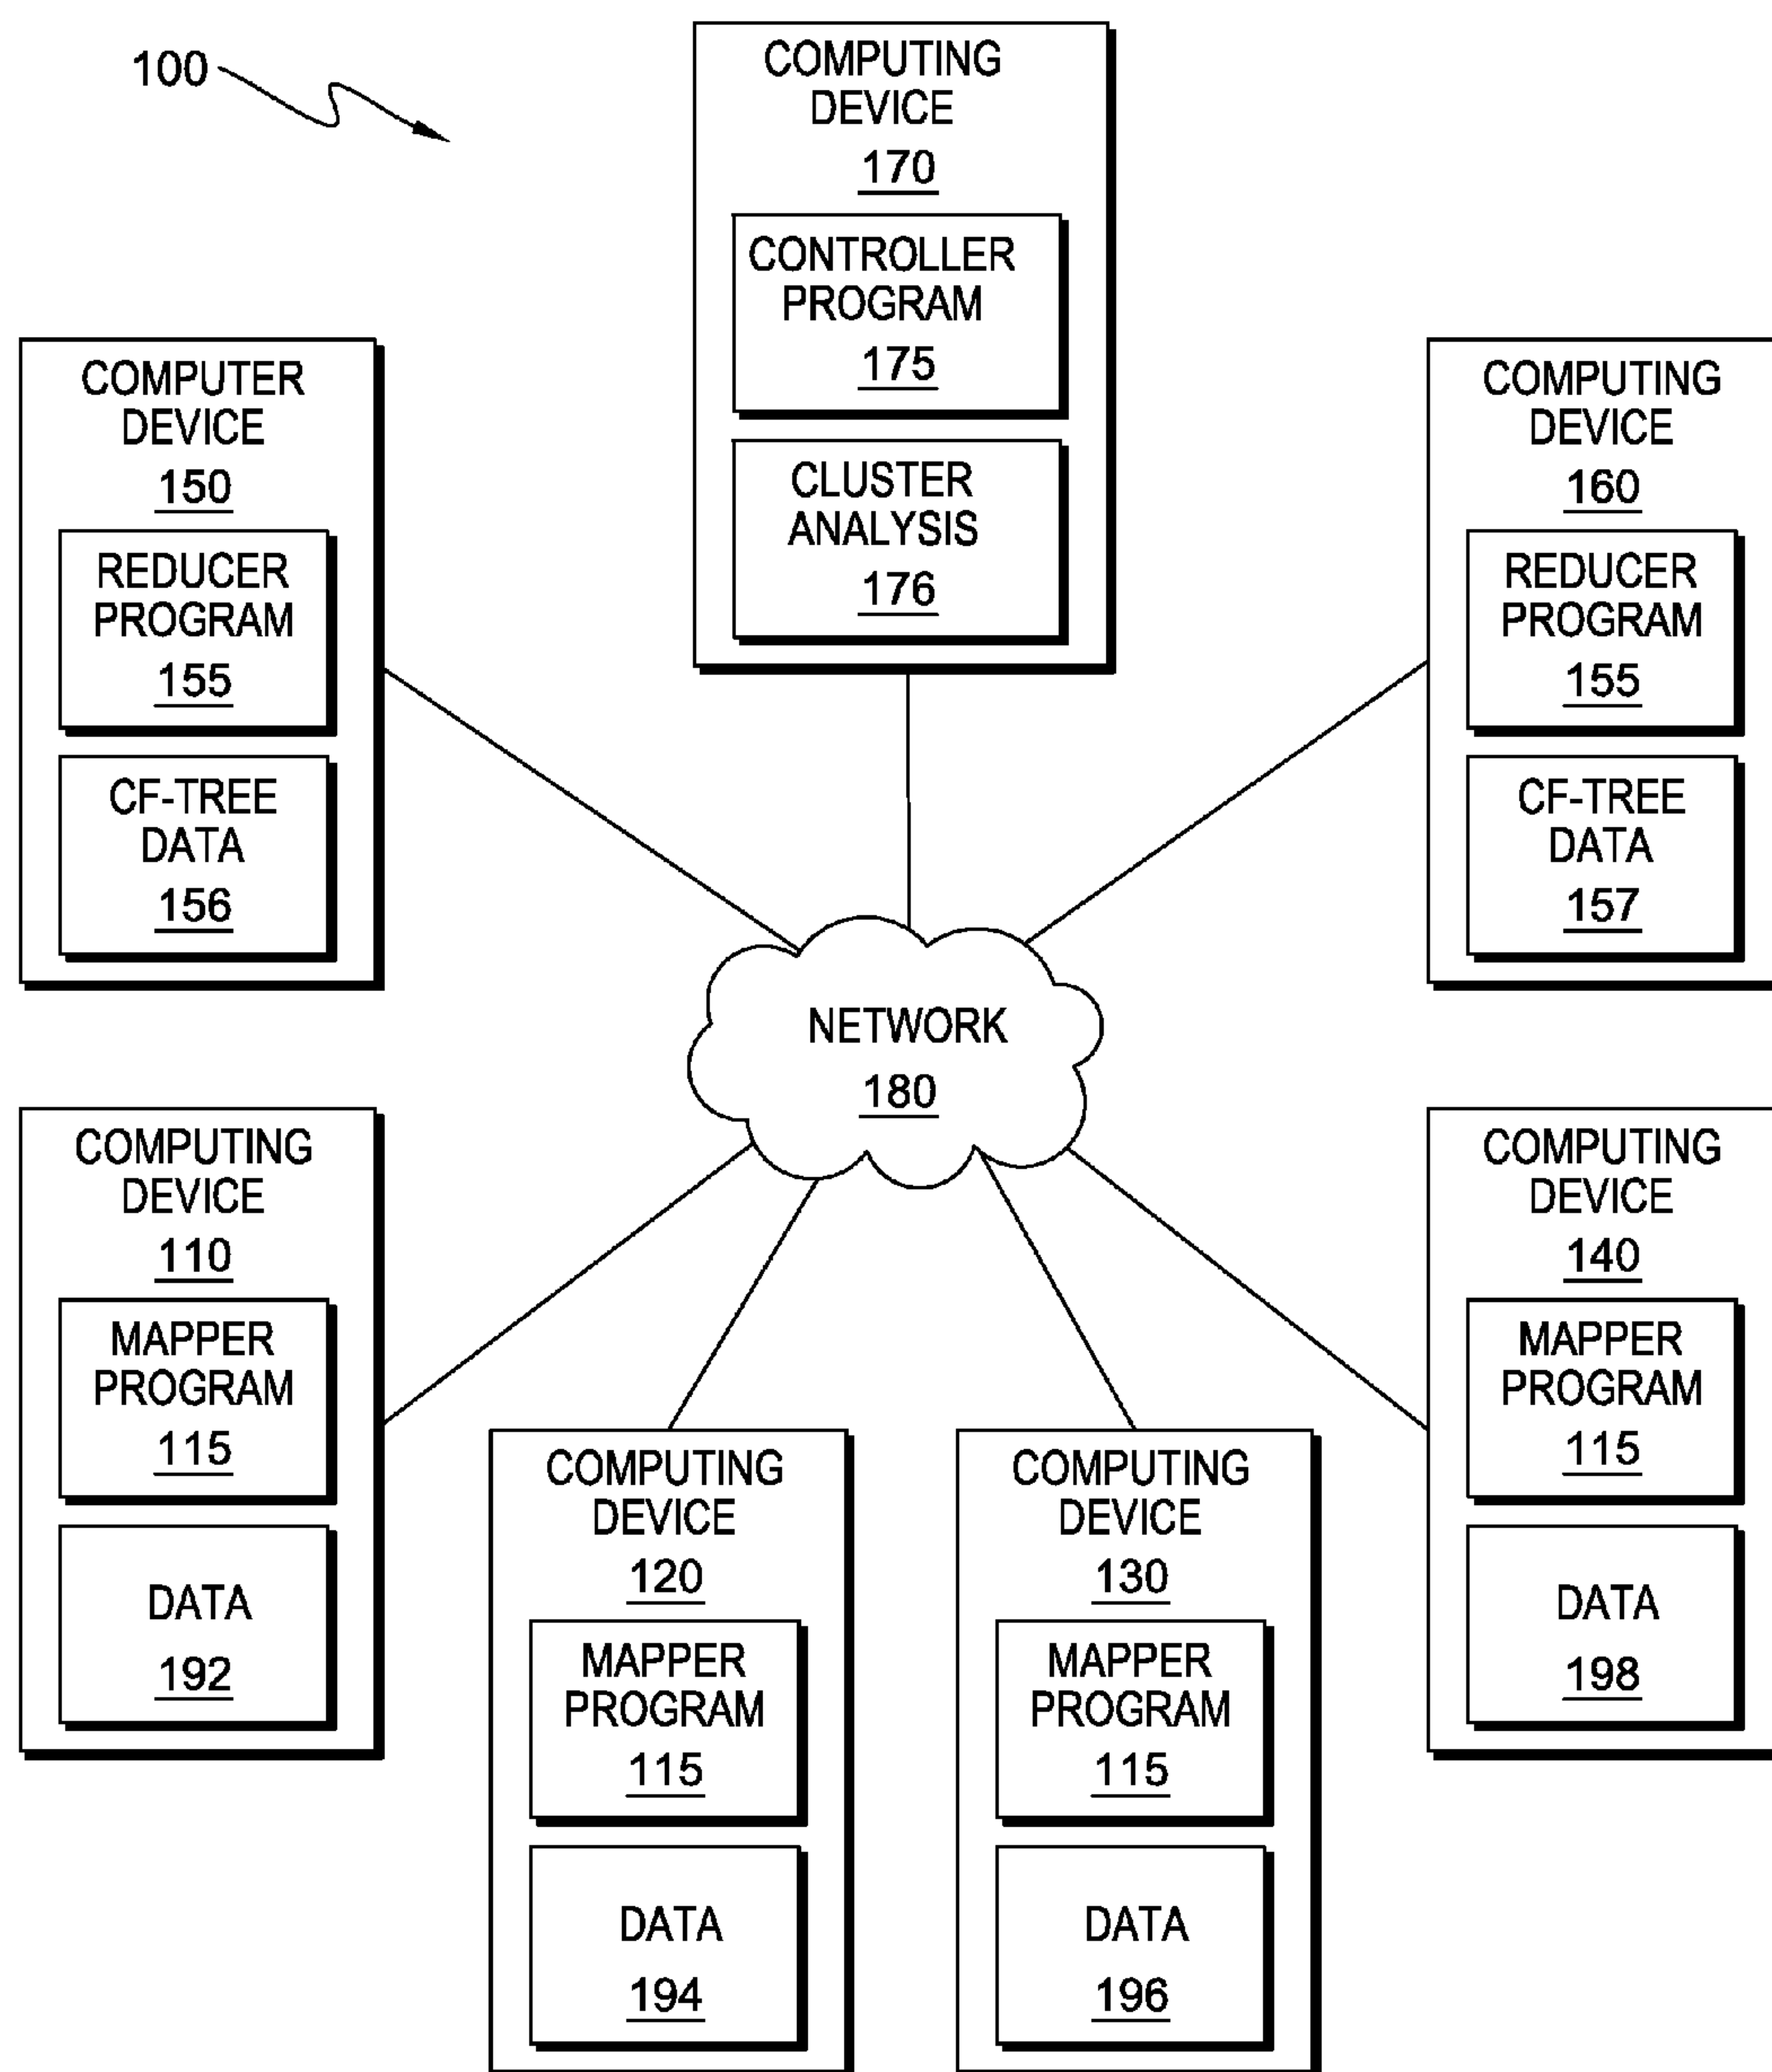 100
COMPUTING
DEVICE
170
CONTROLLER
PROGRAM
175
CLUSTER
ANALYSIS
176
COMPUTER
DEVICE
150
REDUCER
PROGRAM
155
CF-TREE
DATA
156
COMPUTING
DEVICE
160
REDUCER
PROGRAM
155
CF-TREE
DATA
157
NETWORK
180
COMPUTING
DEVICE
110
MAPPER
PROGRAM
115
DATA
192
COMPUTING
DEVICE
120
MAPPER
PROGRAM
115
DATA
194
COMPUTING
DEVICE
130
MAPPER
PROGRAM
115
DATA
196
COMPUTING
DEVICE
140
MAPPER
PROGRAM
115
DATA
198